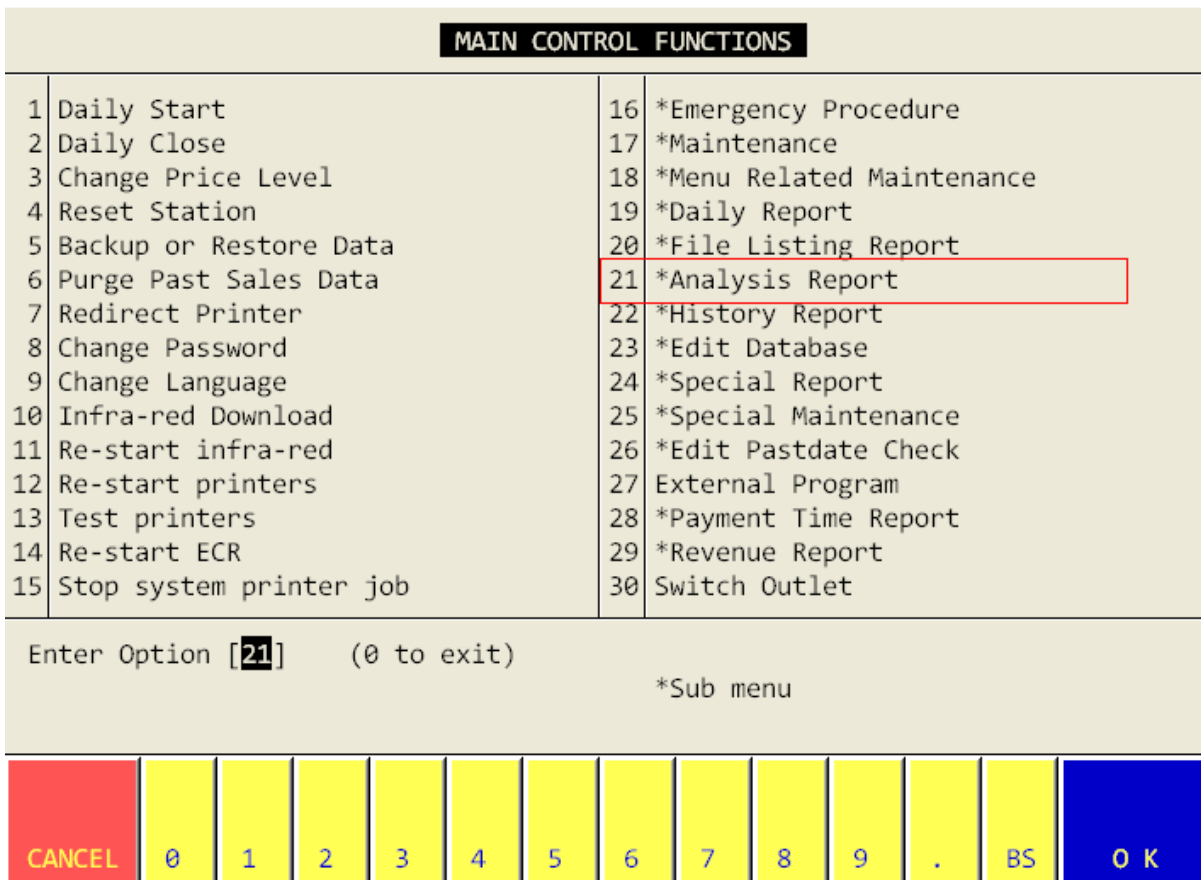 MAIN CONTROL FUNCTIONS
1 Daily Start
2 Daily Close
3 Change Price Level
4 Reset Station
5 Backup or Restore Data
6 Purge Past Sales Data
7 Redirect Printer
8 Change Password
9 Change Language
10 Infra-red Download
11 Re-start infra-red
12 Re-start printers
13 Test printers
14 Re-start ECR
15 Stop system printer job
16 *Emergency Procedure
17 *Maintenance
18 *Menu Related Maintenance
19 *Daily Report
20 *File Listing Report
21 *Analysis Report
22 *History Report
23 *Edit Database
24 *Special Report
25 *Special Maintenance
26 *Edit Pastdate Check
27 External Program
28 *Payment Time Report
29 *Revenue Report
30 Switch Outlet
Enter Option [21] (0 to exit)
*Sub menu
CANCEL 0 1 2 3 4 5 6 7 8 9 . BS O K